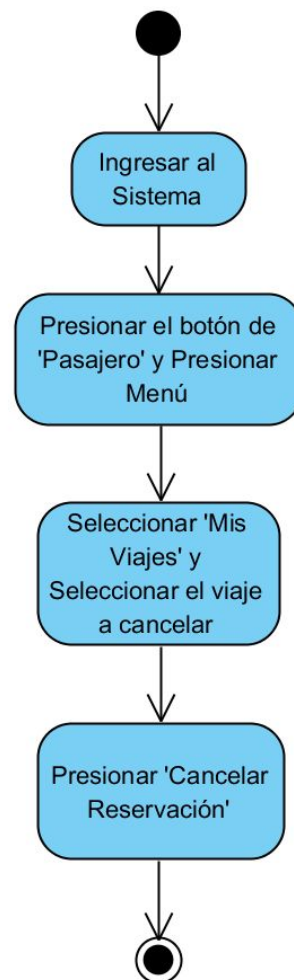 Ingresar al
Sistema
Presionar el botón de
'Pasajero' y Presionar
Menú
Seleccionar 'Mis
Viajes' y
Seleccionar el viaje
a cancelar
Presionar 'Cancelar
Reservación'